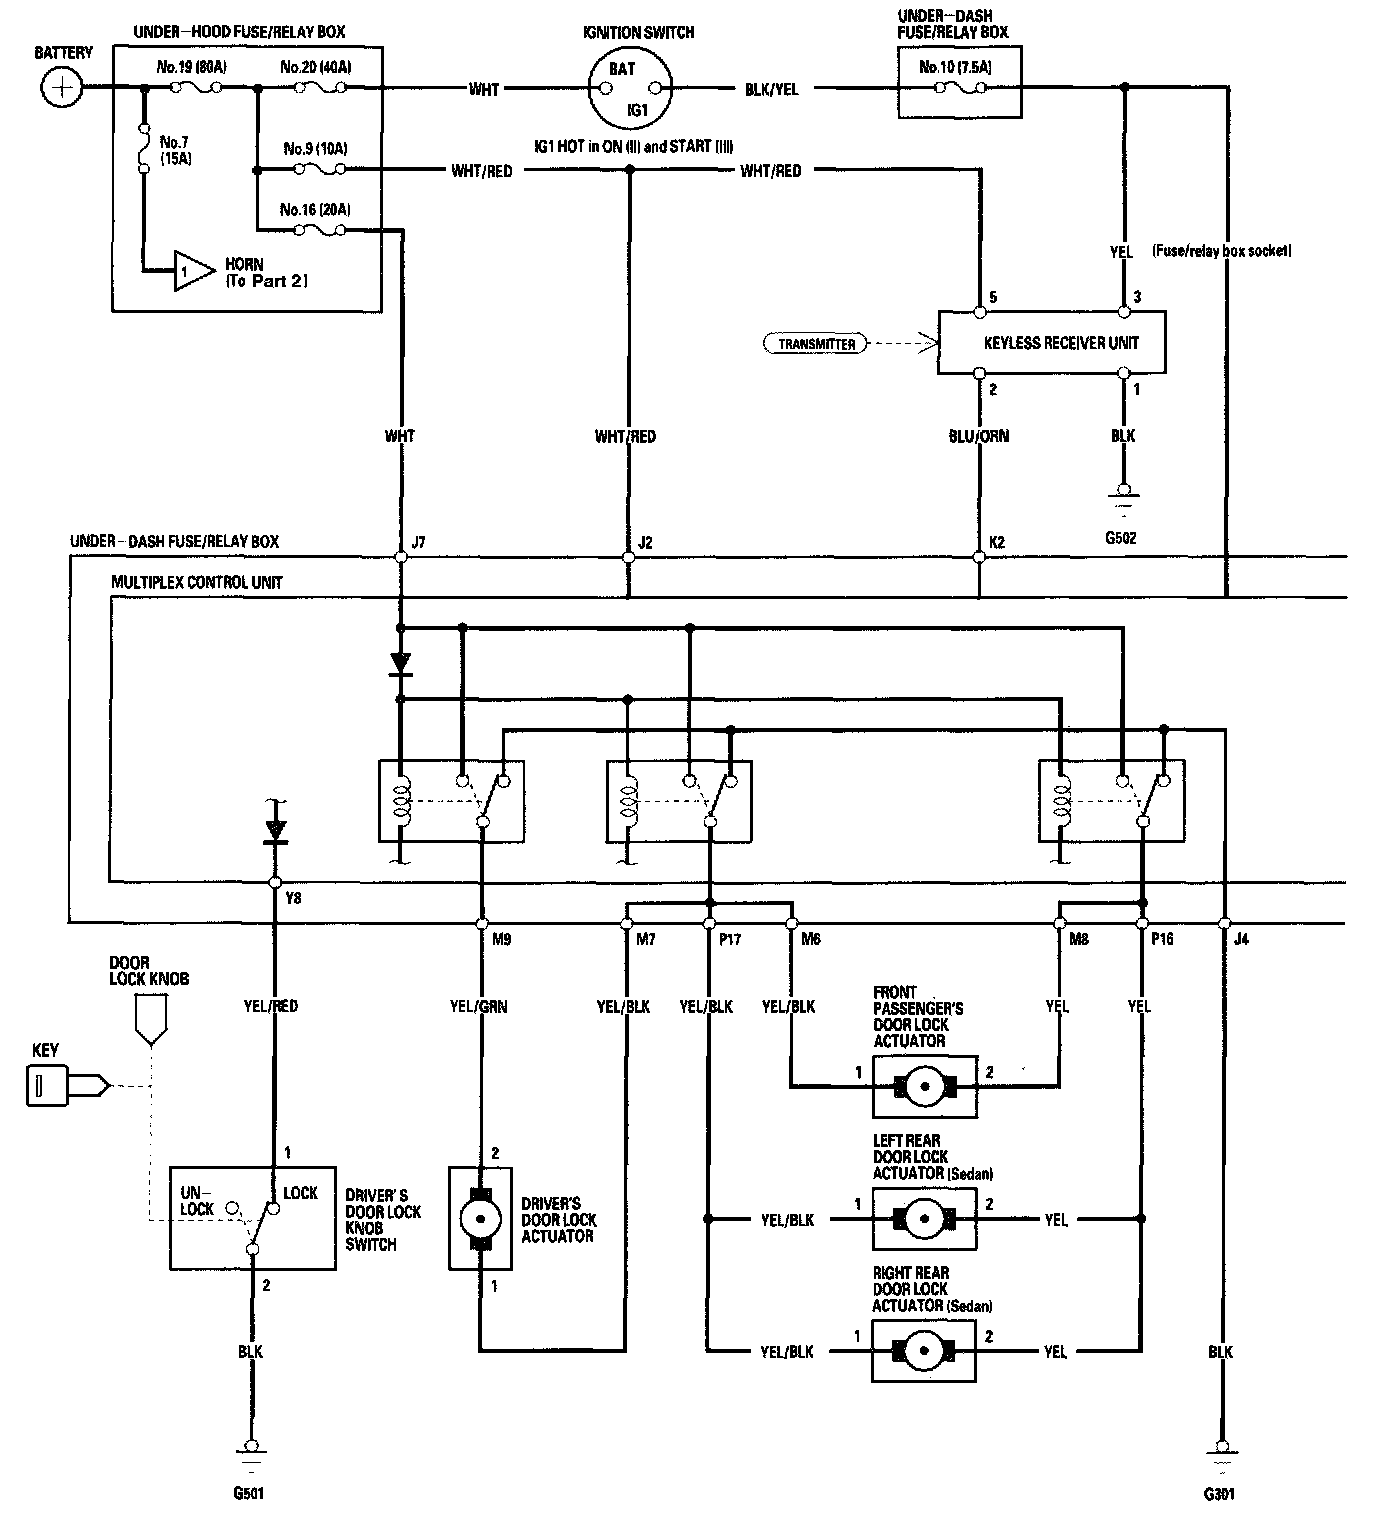 UNDER-HOOD FUSE/RELAY BOX
IGNITION SWITCH
UNDER-DASH
FUSE/RELAY BOX
BATTERY
No.19 (80A)
No.20 (40A)
BAT
No.10 (7.5A)
WHT
BLK/YEL
IG1
No.7
(15A)
No.9 (10A)
IG1 HOT in ON (II) and START (III)
WHT/RED
WHT/RED
No.16 (20A)
YEL
(Fuse/relay box socket)
1
HORN
(To Part 2)
5
3
TRANSMITTER
KEYLESS RECEIVER UNIT
2
1
WHT
WHT/RED
BLU/ORN
BLK
G502
UNDER-DASH FUSE/RELAY BOX
J7
J2
K2
MULTIPLEX CONTROL UNIT
Y8
M9
M7
P17
M6
M8
P16
J4
DOOR
LOCK KNOB
YEL/RED
YEL/GRN
YEL/BLK
YEL/BLK
YEL/BLK
FRONT
PASSENGER'S
DOOR LOCK
ACTUATOR
YEL
YEL
KEY
1
2
LEFT REAR
DOOR LOCK
ACTUATOR (Sedan)
1
2
UN-
LOCK
LOCK
DRIVER'S
DOOR LOCK
KNOB
SWITCH
DRIVER'S
DOOR LOCK
ACTUATOR
YEL/BLK
1
2
YEL
2
1
RIGHT REAR
DOOR LOCK
ACTUATOR (Sedan)
BLK
YEL/BLK
1
2
YEL
BLK
G501
G301